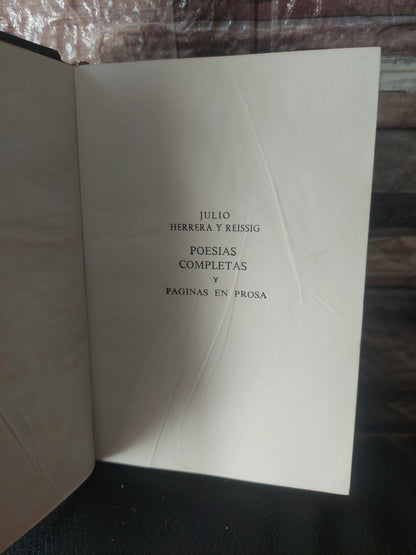 JULIO
HERRERA Y REISSIG
POESIAS
COMPLETAS
Y
PAGINAS EN PROSA